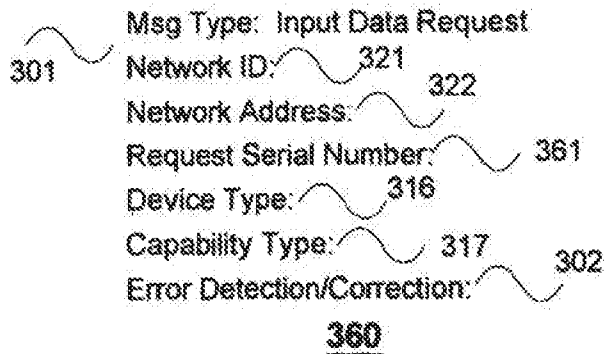 Msg Type: Input Data Request
301
Network ID: 321
Network Address: 322
Request Serial Number: 361
Device Type: 316
Capability Type: 317
Error Detection/Correction: 302
360